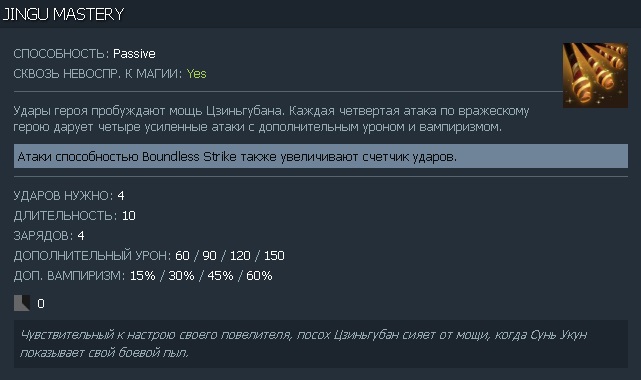 JINGU MASTERY
СПОСОБНОСТЬ: Passive
СКВОЗЬ НЕВОСПР. К МАГИИ: Yes
Удары героя пробуждают мощь Цзиньгубана. Каждая четвертая атака по вражескому
герою дарует четыре усиленные атаки с дополнительным уроном и вампиризмом.
Атаки способностью Boundless Strike также увеличивают счетчик ударов.
УДАРОВ НУЖНО: 4
ДЛИТЕЛЬНОСТЬ: 10
ЗАРЯДОВ: 4
ДОПОЛНИТЕЛЬНЫЙ УРОН: 60 / 90 / 120 / 150
ДОП. ВАМПИРИЗМ: 15% / 30% / 45% / 60%
0
Чувствительный к настрою своего повелителя, посох Цзиньгубан сияет от мощи, когда Сунь Укун
показывает свой боевой пыл.